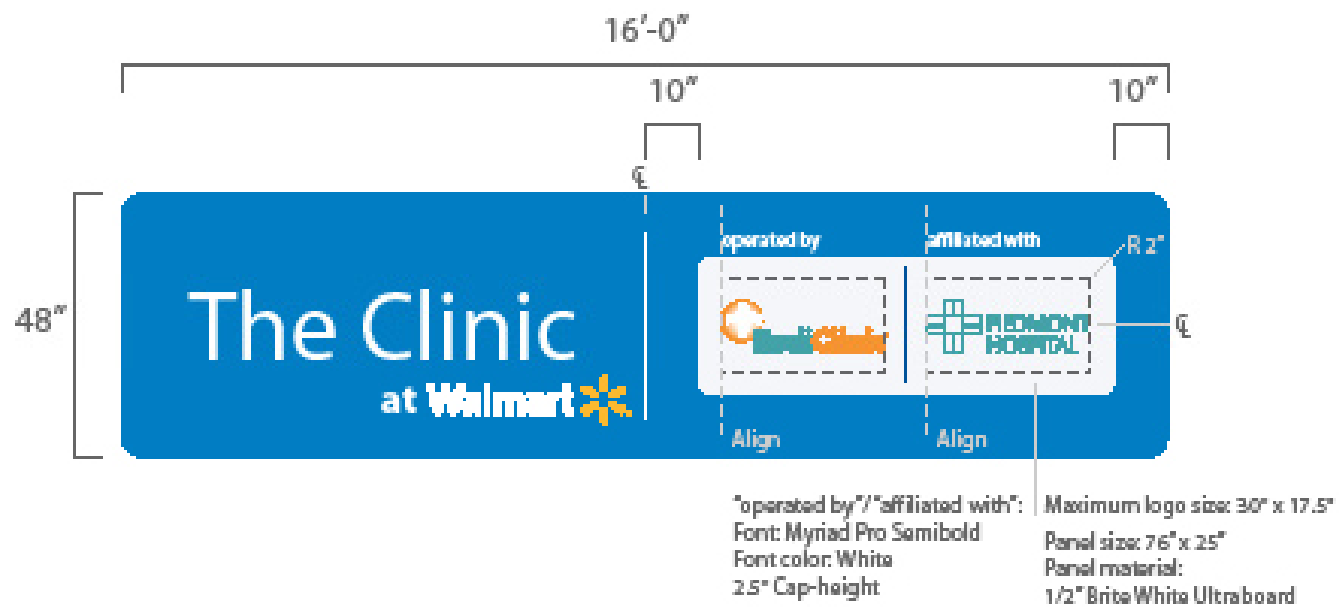 16'-0"
10"
10"
℄
48"
operated by
affiliated with
R 2"
The Clinic
at Walmart
PIEDMONT
HOSPITAL
℄
Align
Align
"operated by"/"affiliated with":
Font: Myriad Pro Semibold
Font color: White
2.5" Cap-height
Maximum logo size: 30" x 17.5"
Panel size: 76" x 25"
Panel material:
1/2" Brite White Ultraboard